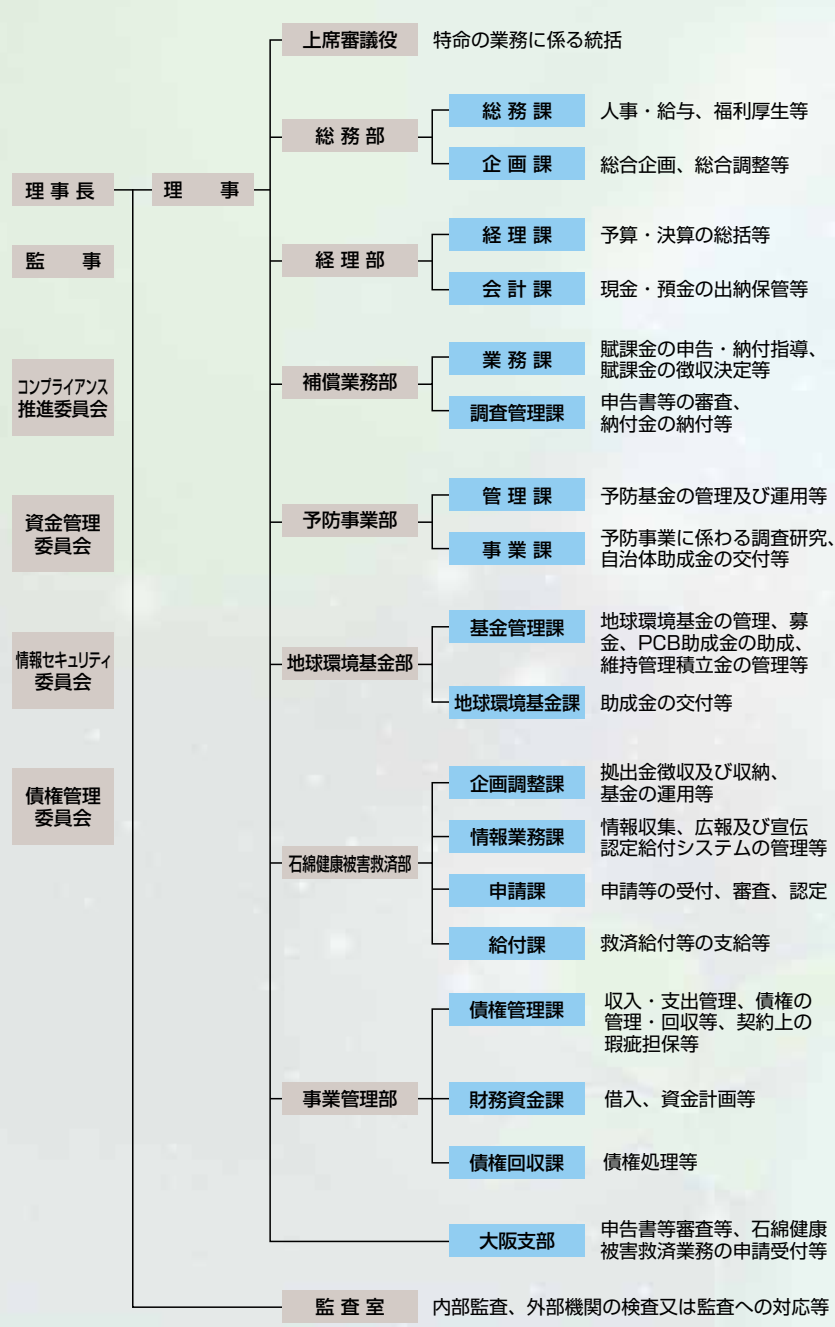 上席審議役 特命の業務に係る統括
総務部
総務課 人事・給与、福利厚生等
企画課 総合企画、総合調整等
理事長
理　事
監　事
経理部
経理課 予算・決算の総括等
会計課 現金・預金の出納保管等
コンプライアンス
推進委員会
補償業務部
業務課 賦課金の申告・納付指導、
賦課金の徴収決定等
調査管理課 申告書等の審査、
納付金の納付等
資金管理
委員会
予防事業部
管理課 予防基金の管理及び運用等
事業課 予防事業に係わる調査研究、
自治体助成金の交付等
情報セキュリティ
委員会
地球環境基金部
基金管理課 地球環境基金の管理、募
金、PCB助成金の助成、
維持管理積立金の管理等
地球環境基金課 助成金の交付等
債権管理
委員会
石綿健康被害救済部
企画調整課 拠出金徴収及び収納、
基金の運用等
情報業務課 情報収集、広報及び宣伝
認定給付システムの管理等
申請課 申請等の受付、審査、認定
給付課 救済給付等の支給等
事業管理部
債権管理課 収入・支出管理、債権の
管理・回収等、契約上の
瑕疵担保等
財務資金課 借入、資金計画等
債権回収課 債権処理等
大阪支部 申告書等審査等、石綿健康
被害救済業務の申請受付等
監査室 内部監査、外部機関の検査又は監査への対応等